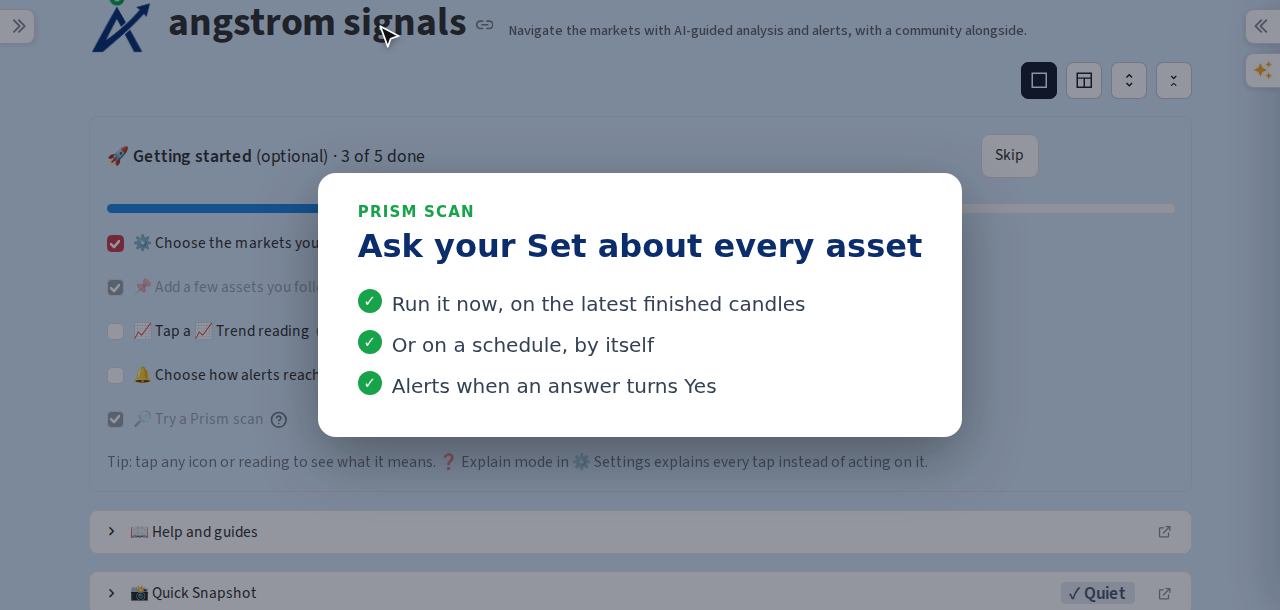 angstrom signals
Navigate the markets with AI-guided analysis and alerts, with a community alongside.
🚀 Getting started (optional) · 3 of 5 done
Skip
PRISM SCAN
Ask your Set about every asset
✓ Run it now, on the latest finished candles
✓ Or on a schedule, by itself
✓ Alerts when an answer turns Yes
⚙️ Choose the markets you
📌 Add a few assets you
📈 Tap a 📈 Trend reading
🔔 Choose how alerts reach
🔎 Try a Prism scan ?
Tip: tap any icon or reading to see what it means. ❓ Explain mode in ⚙️ Settings explains every tap instead of acting on it.
📖 Help and guides
📸 Quick Snapshot
✓ Quiet